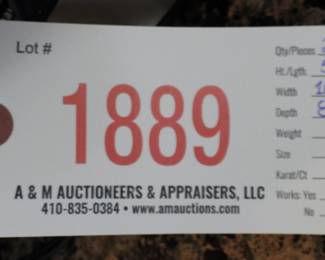 Lot #
1889
A & M AUCTIONEERS & APPRAISERS, LLC
410-835-0384 • www.amauctions.com
Qty/Pieces
Ht./Lgth.
Width
Depth 8
Weight
Size
Karat/Ct
Works: Yes
No